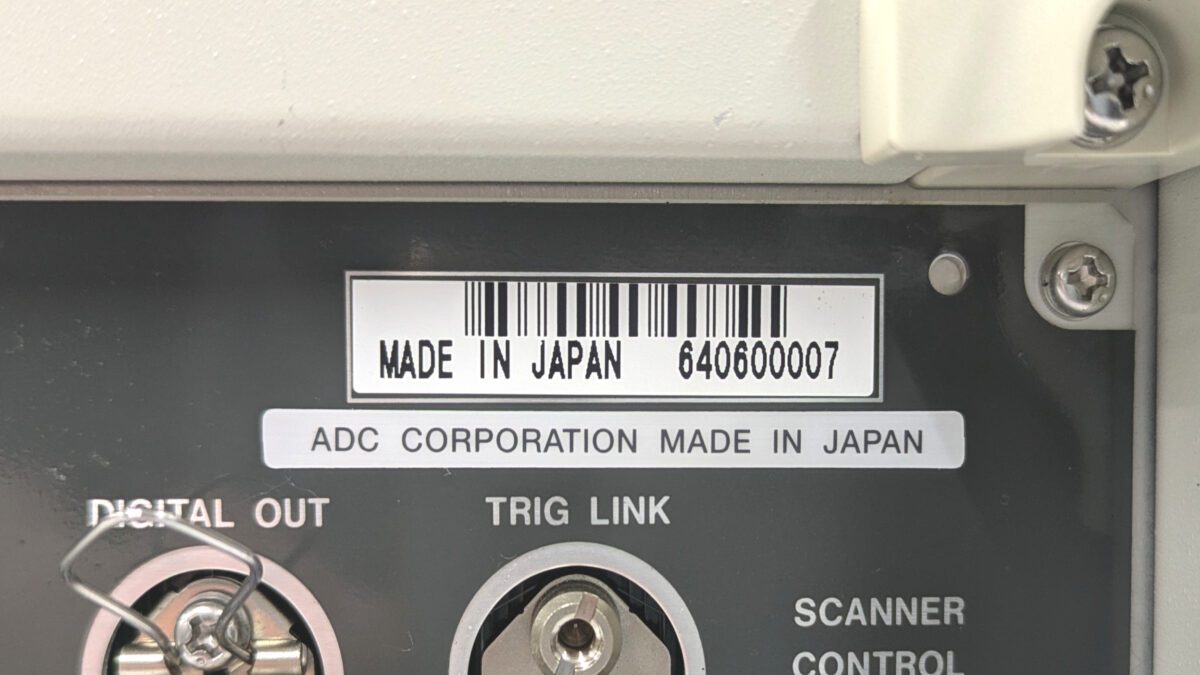 MADE IN JAPAN 640600007
ADC CORPORATION MADE IN JAPAN
DIGITAL OUT
TRIG LINK
SCANNER
CONTROL